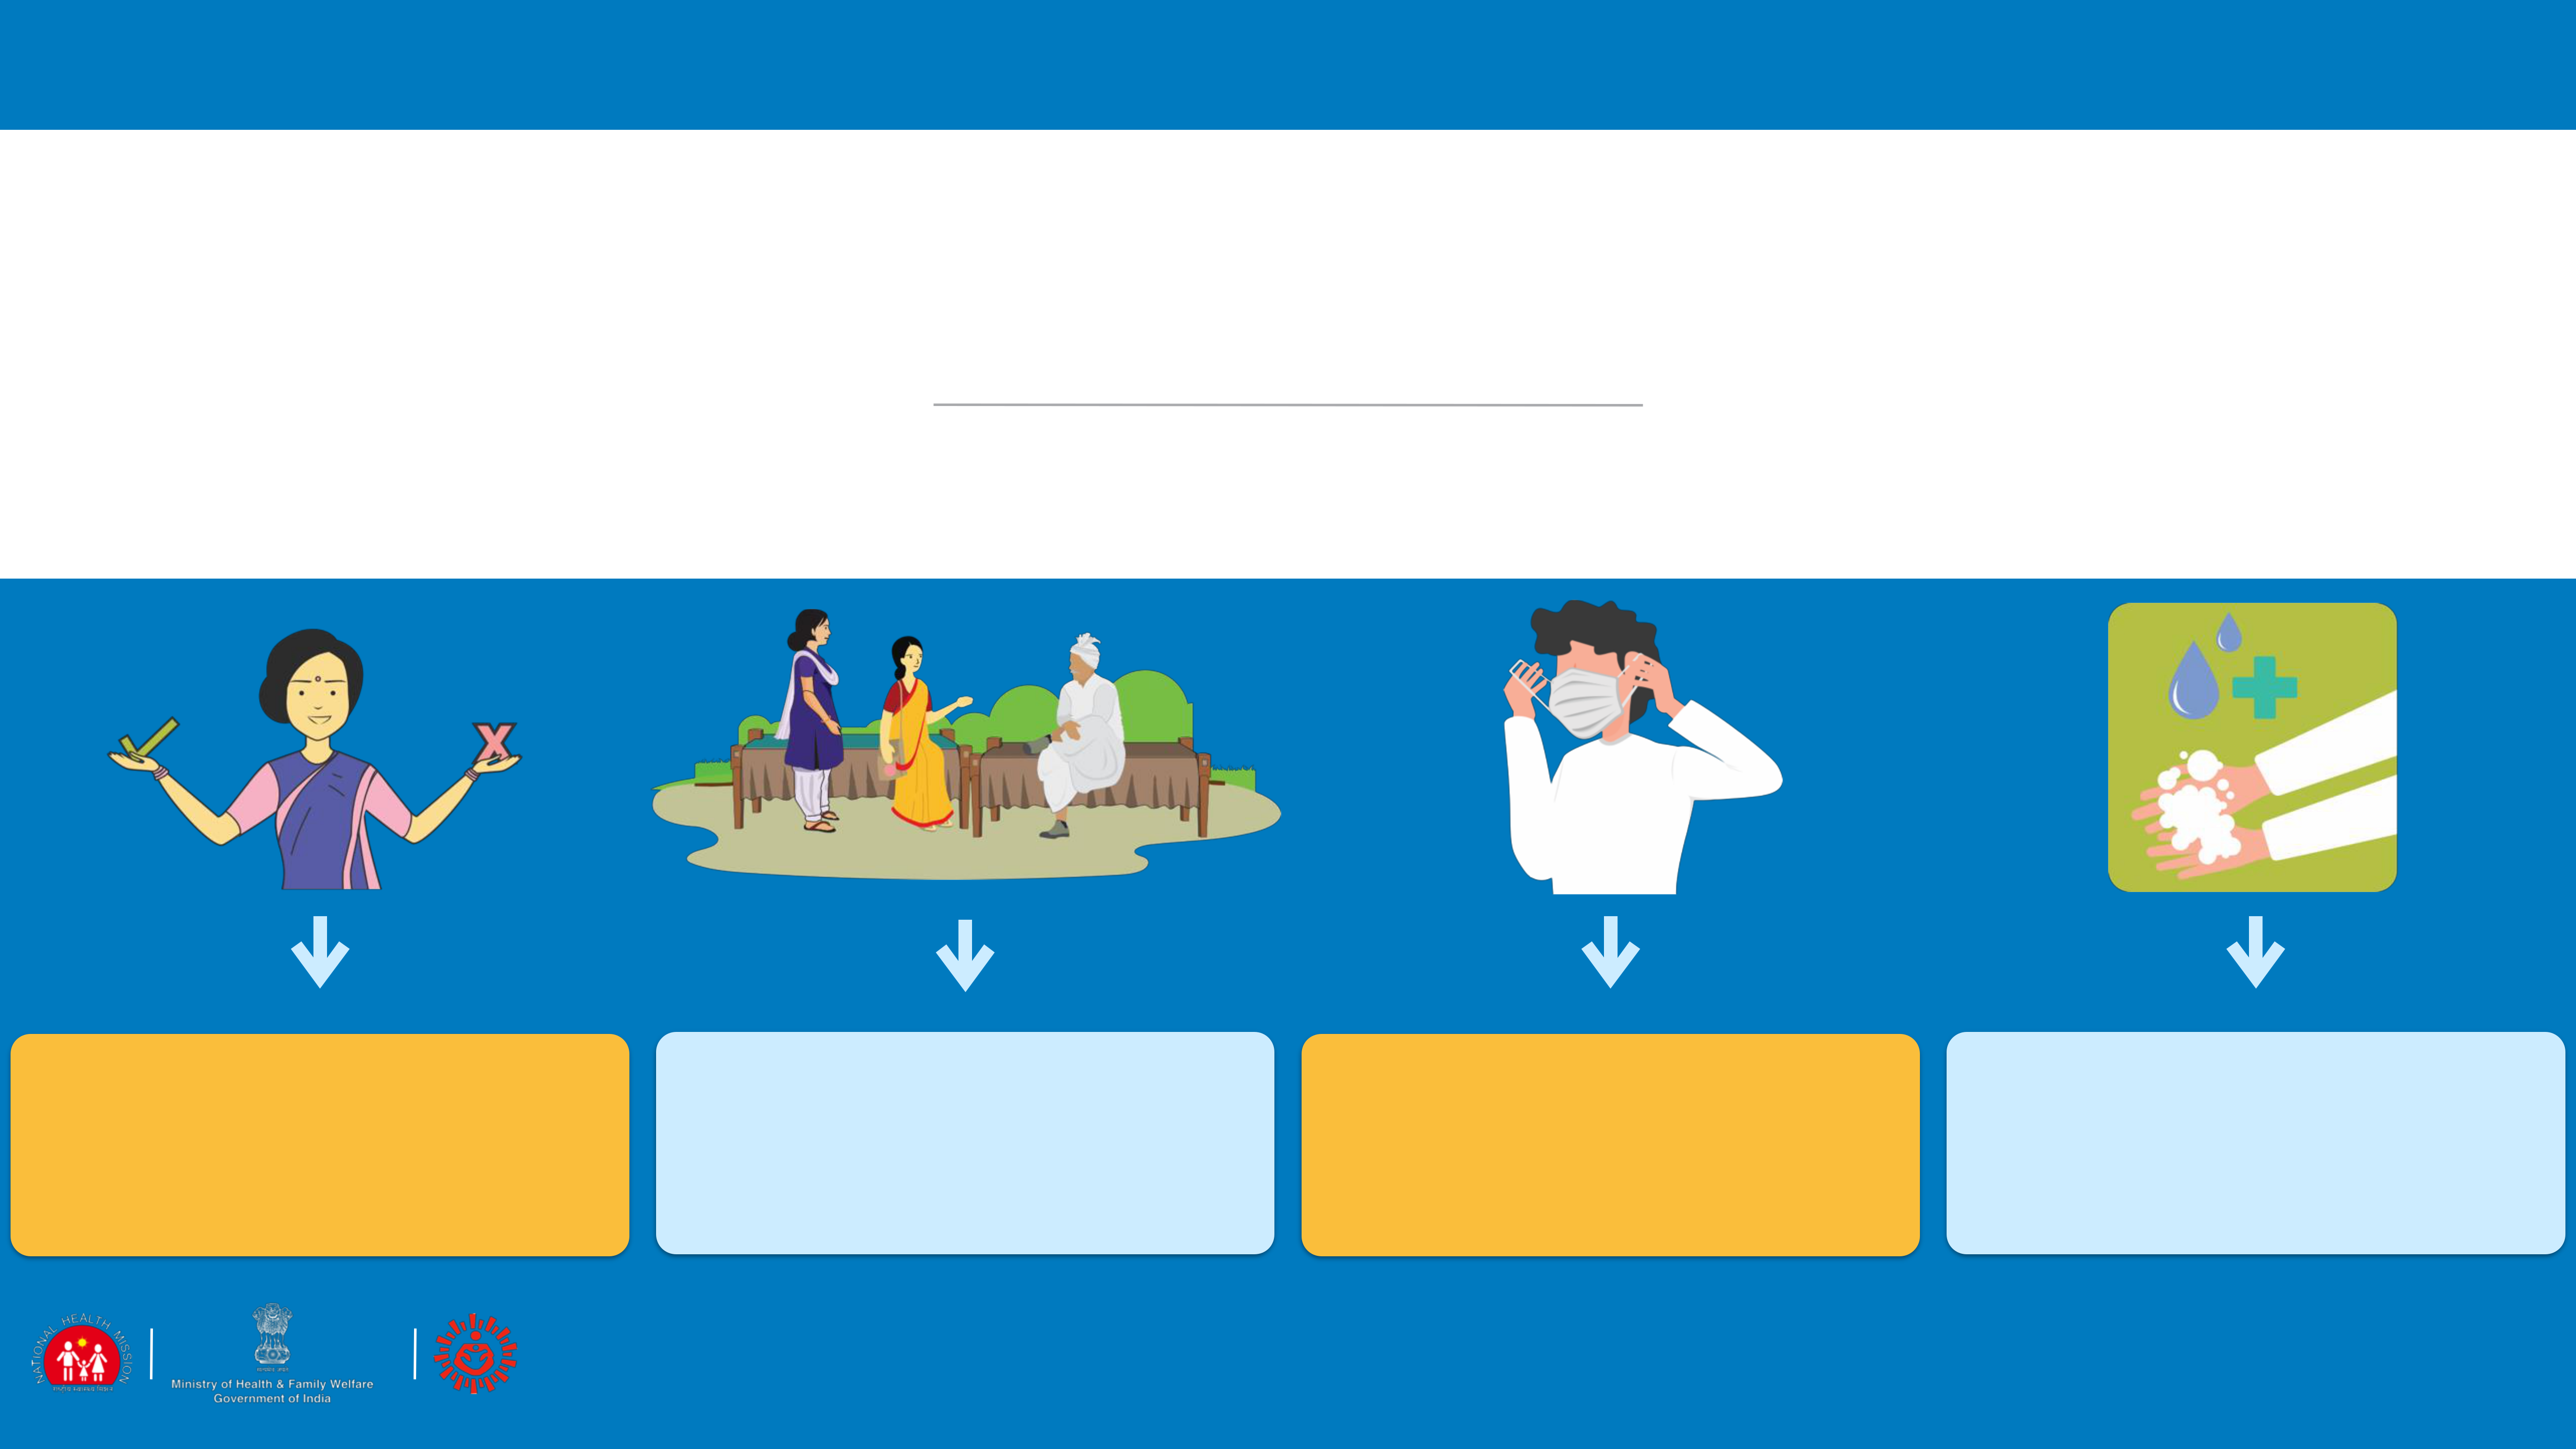 NATIONAL HEALTH MISSION
Ministry of Health & Family Welfare
Government of India